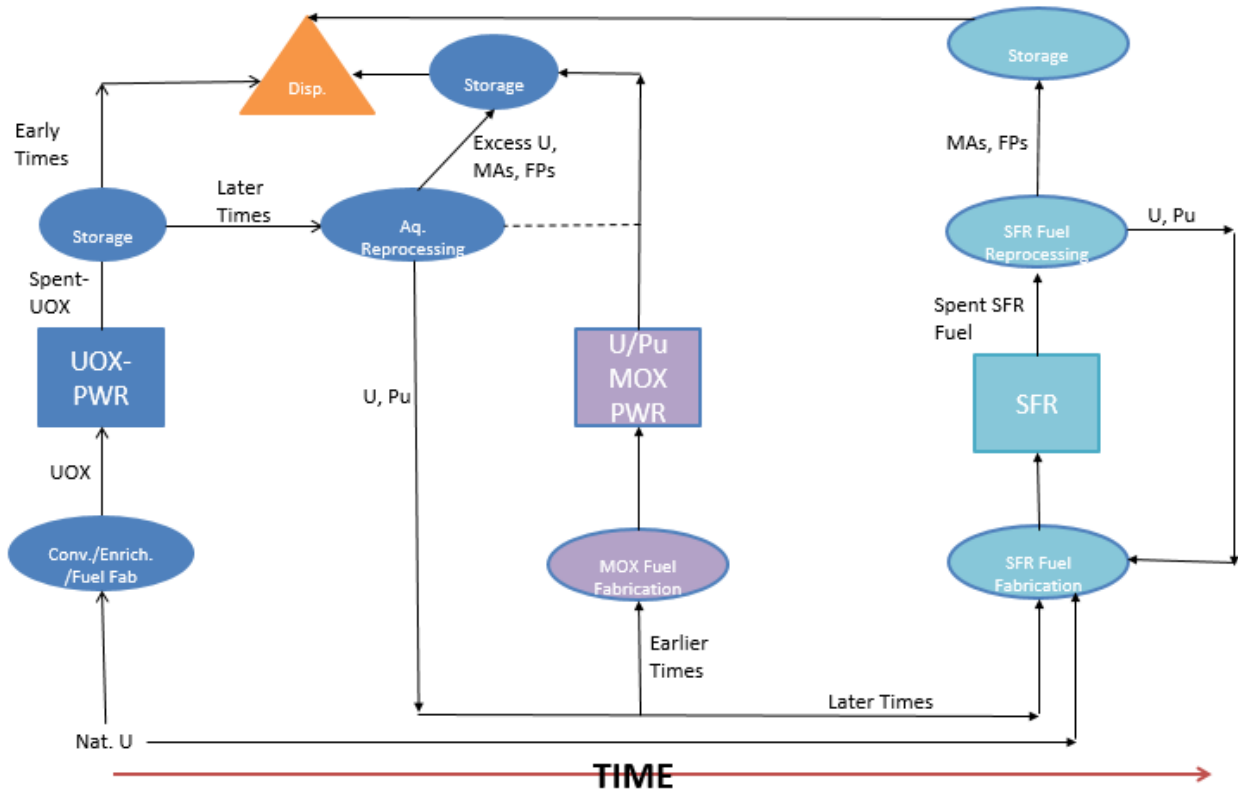 Storage
Disp.
Storage
Early
Times
Excess U,
MAs, FPs
MAs, FPs
Later
Times
Storage
Aq.
Reprocessing
SFR Fuel
Reprocessing
U, Pu
Spent-
UOX
Spent SFR
Fuel
UOX-
PWR
U/Pu
MOX
PWR
SFR
U, Pu
UOX
Conv./Enrich.
/Fuel Fab
MOX Fuel
Fabrication
SFR Fuel
Fabrication
Earlier
Times
Later Times
Nat. U
TIME